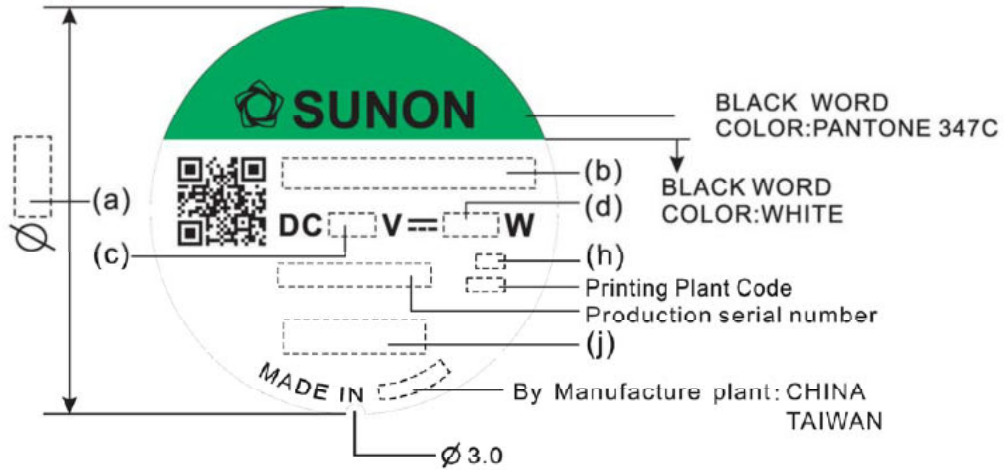 SUNON
BLACK WORD
COLOR:PANTONE 347C
BLACK WORD
COLOR:WHITE
(a)
(b)
DC V⎓ W
(d)
(c)
(h)
Printing Plant Code
Production serial number
(j)
MADE IN
By Manufacture plant: CHINA
TAIWAN
Ø
Ø 3.0